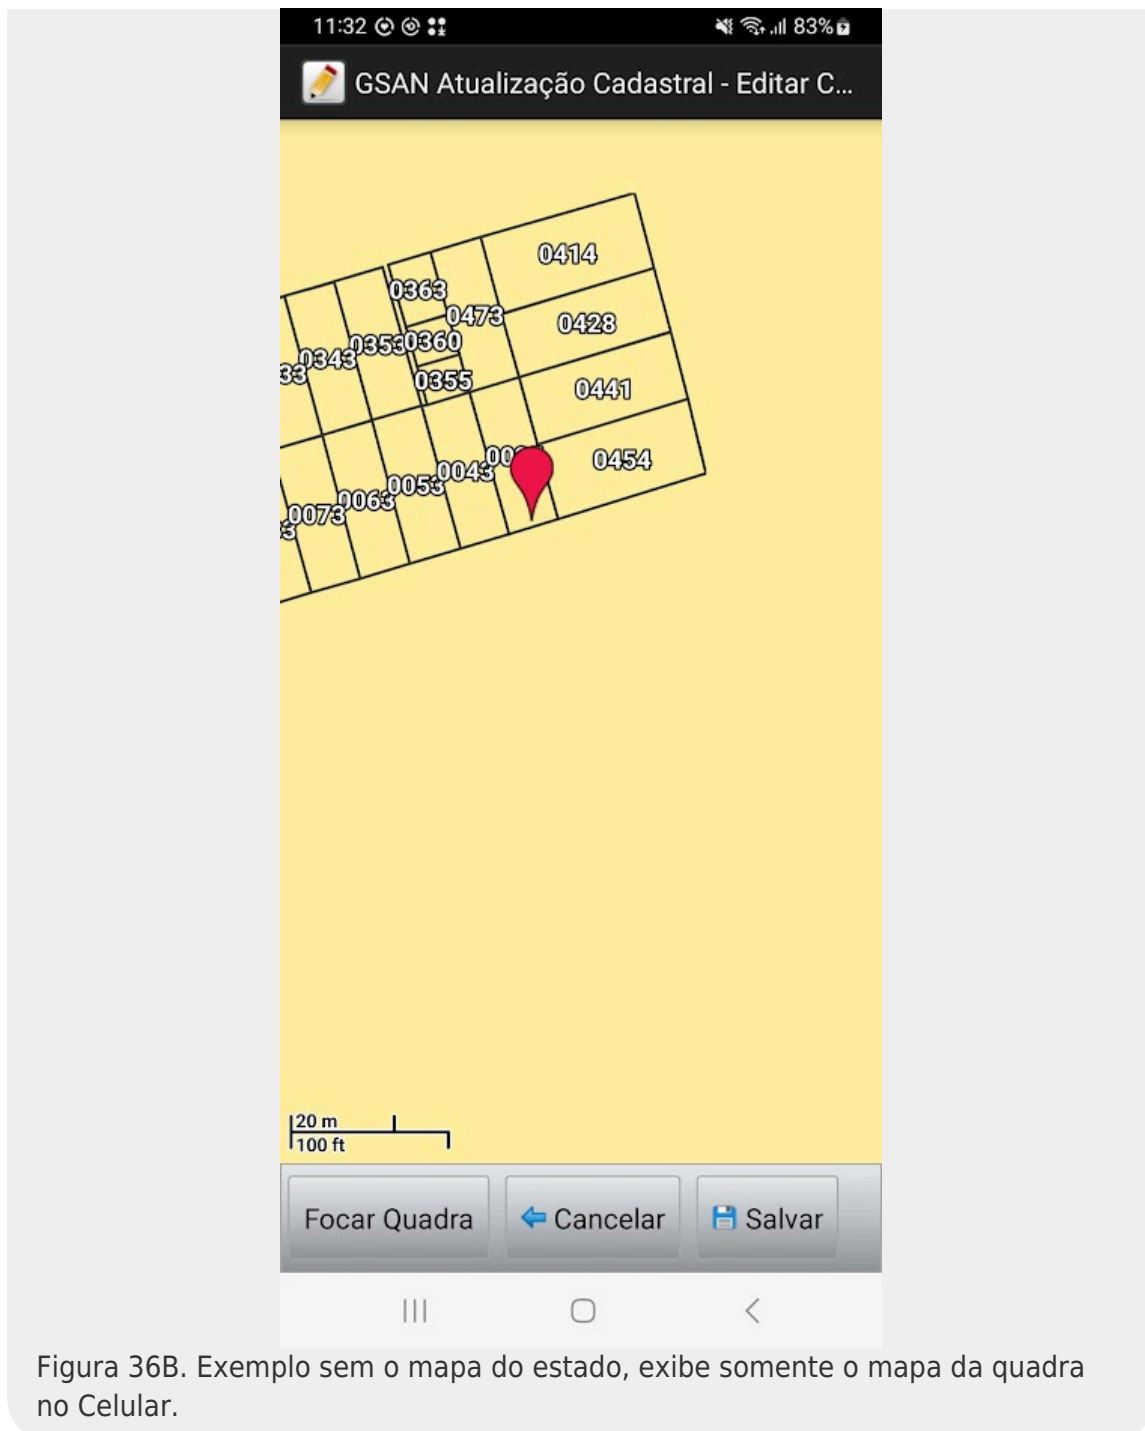 11:32
83%
GSAN Atualização Cadastral - Editar C...
0414
0363
0473
0428
0353
0360
0343
33
0355
0441
0454
0043
0053
0063
0073
20 m
100 ft
Focar Quadra
Cancelar
Salvar
Figura 36B. Exemplo sem o mapa do estado, exibe somente o mapa da quadra
no Celular.